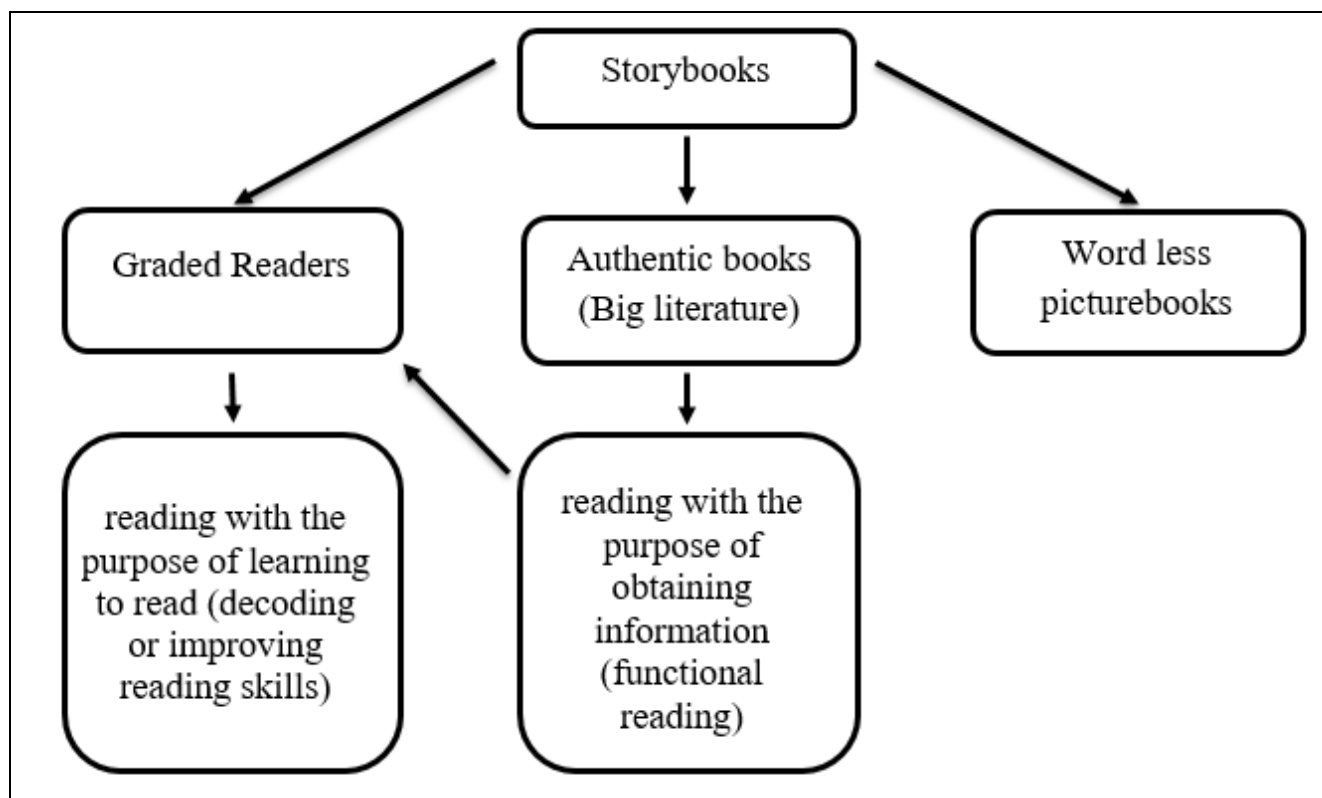 Storybooks
Graded Readers
Authentic books
(Big literature)
Word less
picturebooks
reading with the
purpose of learning
to read (decoding
or improving
reading skills)
reading with the
purpose of
obtaining
information
(functional
reading)